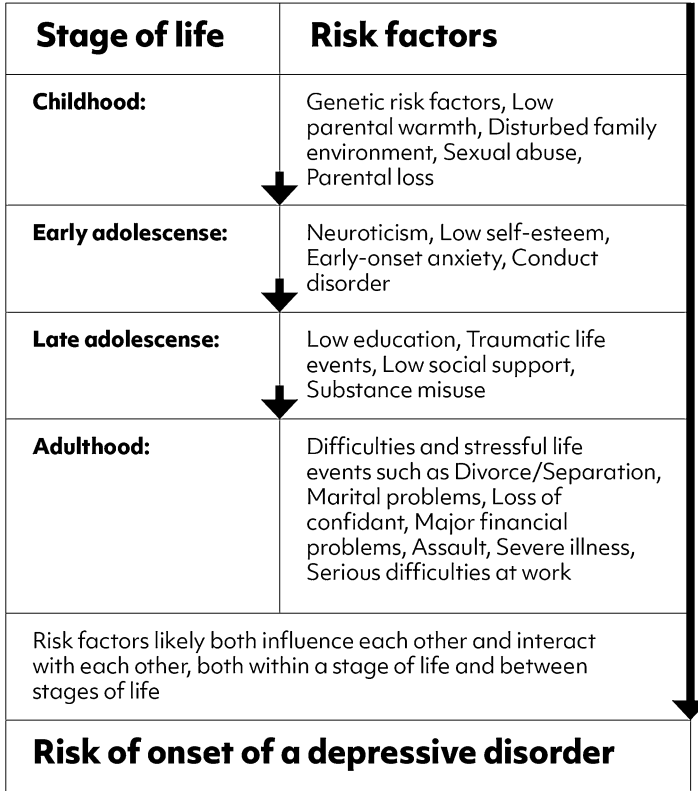 Stage of life
Risk factors
Childhood:
Genetic risk factors, Low
parental warmth, Disturbed family
environment, Sexual abuse,
Parental loss
Early adolescense:
Neuroticism, Low self-esteem,
Early-onset anxiety, Conduct
disorder
Late adolescense:
Low education, Traumatic life
events, Low social support,
Substance misuse
Adulthood:
Difficulties and stressful life
events such as Divorce/Separation,
Marital problems, Loss of
confidant, Major financial
problems, Assault, Severe illness,
Serious difficulties at work
Risk factors likely both influence each other and interact
with each other, both within a stage of life and between
stages of life
Risk of onset of a depressive disorder